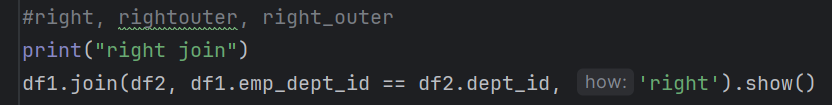 #right, rightouter, right_outer
print("right join")
df1.join(df2, df1.emp_dept_id == df2.dept_id, how: 'right').show()